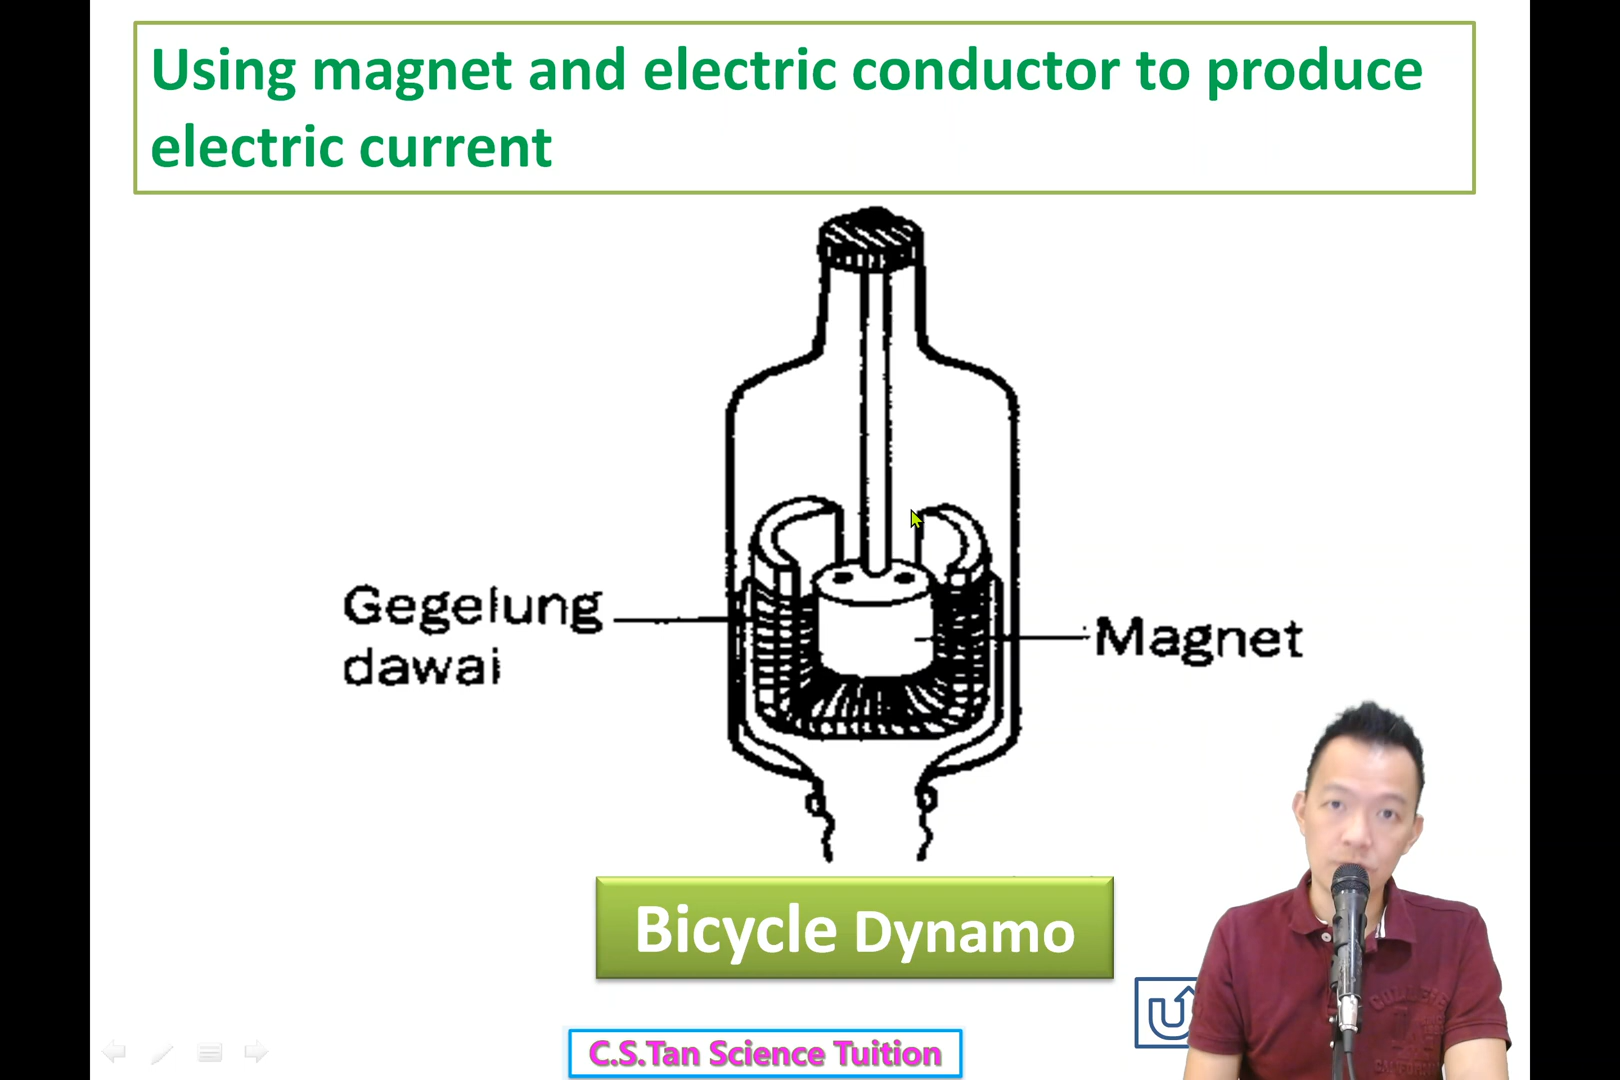 Using magnet and electric conductor to produce
electric current
Gegelung
dawai
Magnet
Bicycle Dynamo
C.S.Tan Science Tuition